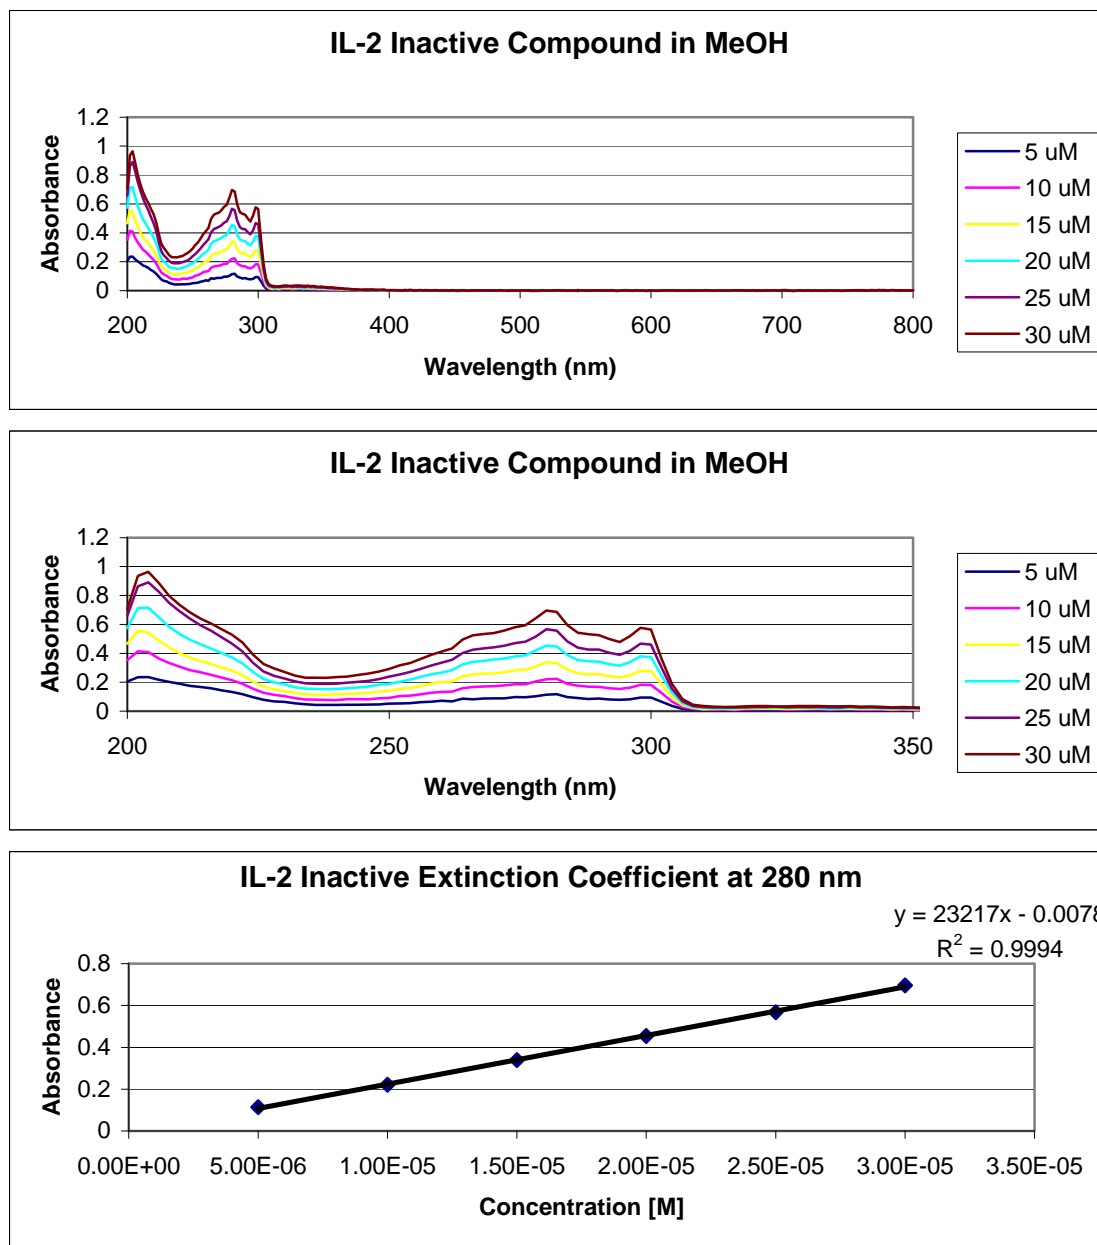 IL-2 Inactive Compound in MeOH
1.2
1
0.8
0.6
0.4
0.2
0
Absorbance
200 300 400 500 600 700 800
Wavelength (nm)
5 uM
10 uM
15 uM
20 uM
25 uM
30 uM
IL-2 Inactive Compound in MeOH
1.2
1
0.8
0.6
0.4
0.2
0
Absorbance
200 250 300 350
Wavelength (nm)
5 uM
10 uM
15 uM
20 uM
25 uM
30 uM
IL-2 Inactive Extinction Coefficient at 280 nm
y = 23217x - 0.0078
R² = 0.9994
0.8
0.6
0.4
0.2
0
Absorbance
0.00E+00 5.00E-06 1.00E-05 1.50E-05 2.00E-05 2.50E-05 3.00E-05 3.50E-05
Concentration [M]